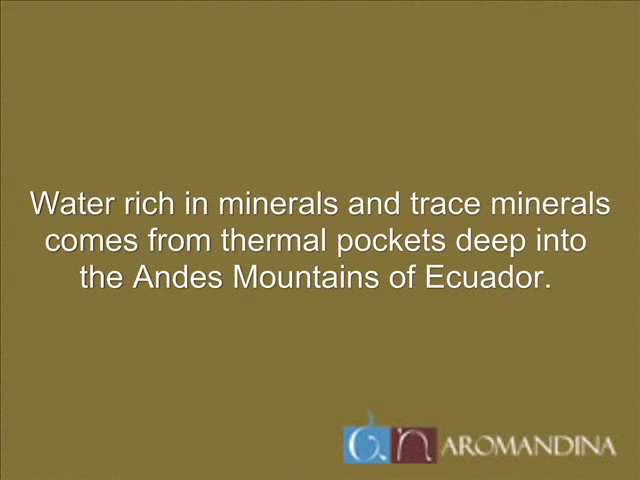 Water rich in minerals and trace minerals
comes from thermal pockets deep into
the Andes Mountains of Ecuador.
an AROMANDINA